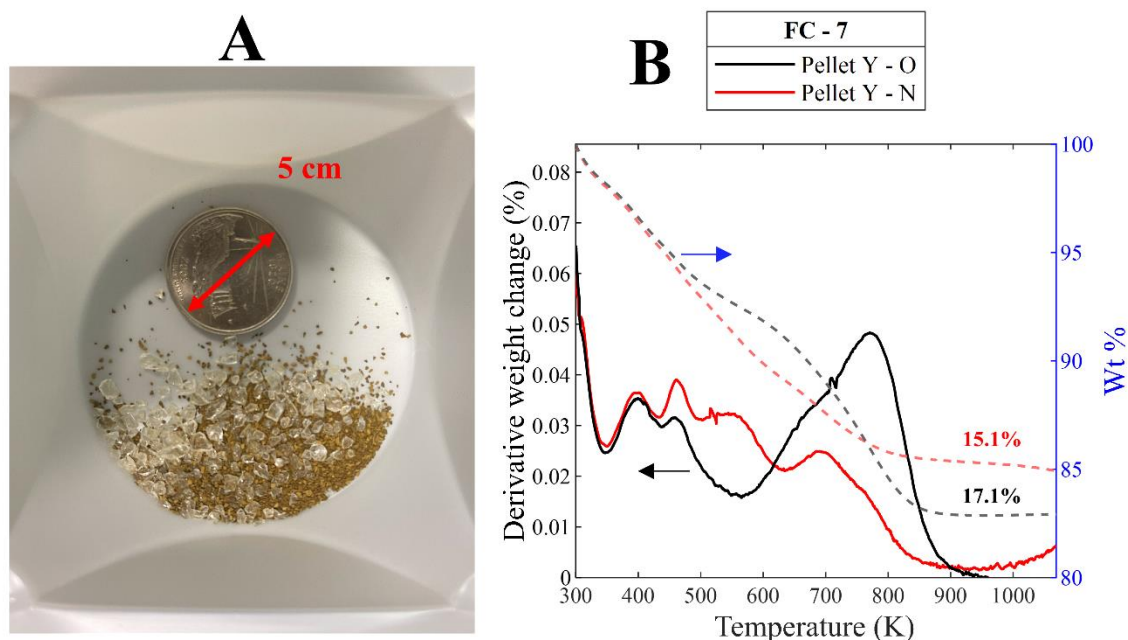 A
5 cm
B
FC - 7
Pellet Y - O
Pellet Y - N
Derivative weight change (%)
0.08
0.07
0.06
0.05
0.04
0.03
0.02
0.01
0
100
95
90
85
80
Wt %
15.1%
17.1%
300 400 500 600 700 800 900 1000
Temperature (K)